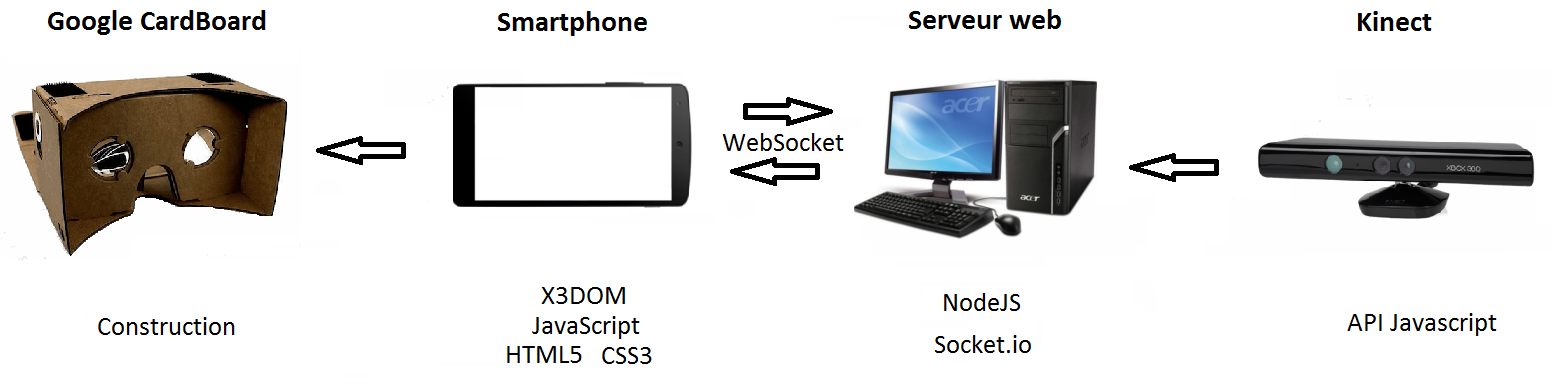 Google CardBoard
Smartphone
Serveur web
Kinect
WebSocket
acer
acer
XBOX 360
Construction
X3DOM
JavaScript
HTML5 CSS3
NodeJS
Socket.io
API Javascript